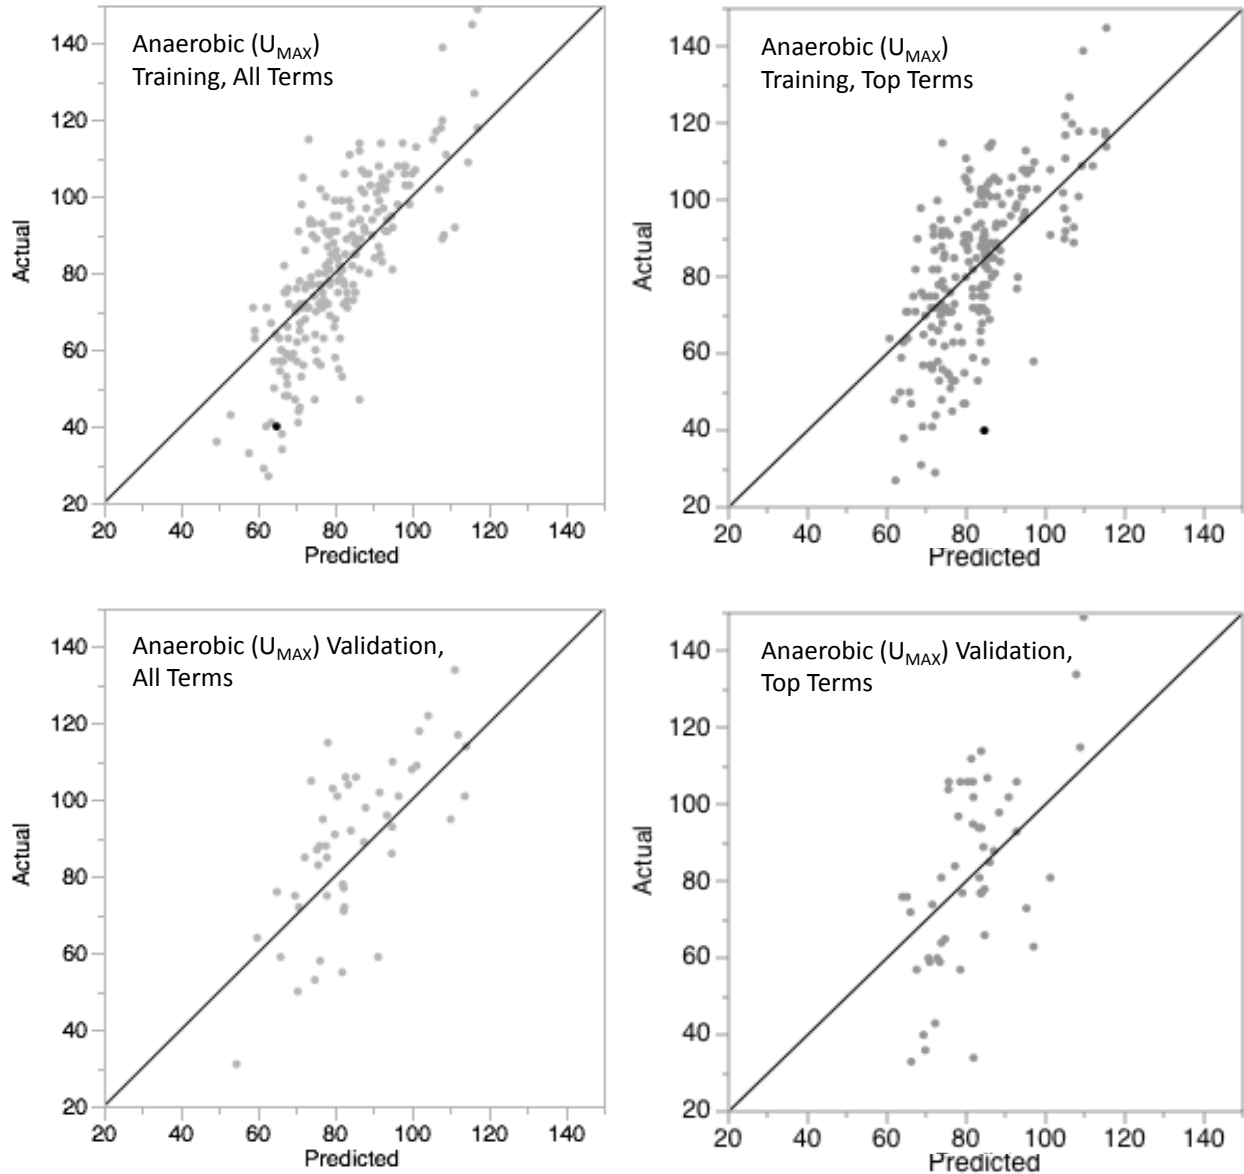 Anaerobic (UMAX)
Training, All Terms
Actual
140
120
100
80
60
40
20
20 40 60 80 100 120 140
Predicted
Anaerobic (UMAX)
Training, Top Terms
Actual
140
120
100
80
60
40
20
20 40 60 80 100 120 140
Predicted
Anaerobic (UMAX) Validation,
All Terms
Actual
140
120
100
80
60
40
20
20 40 60 80 100 120 140
Predicted
Anaerobic (UMAX) Validation,
Top Terms
Actual
140
120
100
80
60
40
20
20 40 60 80 100 120 140
Predicted